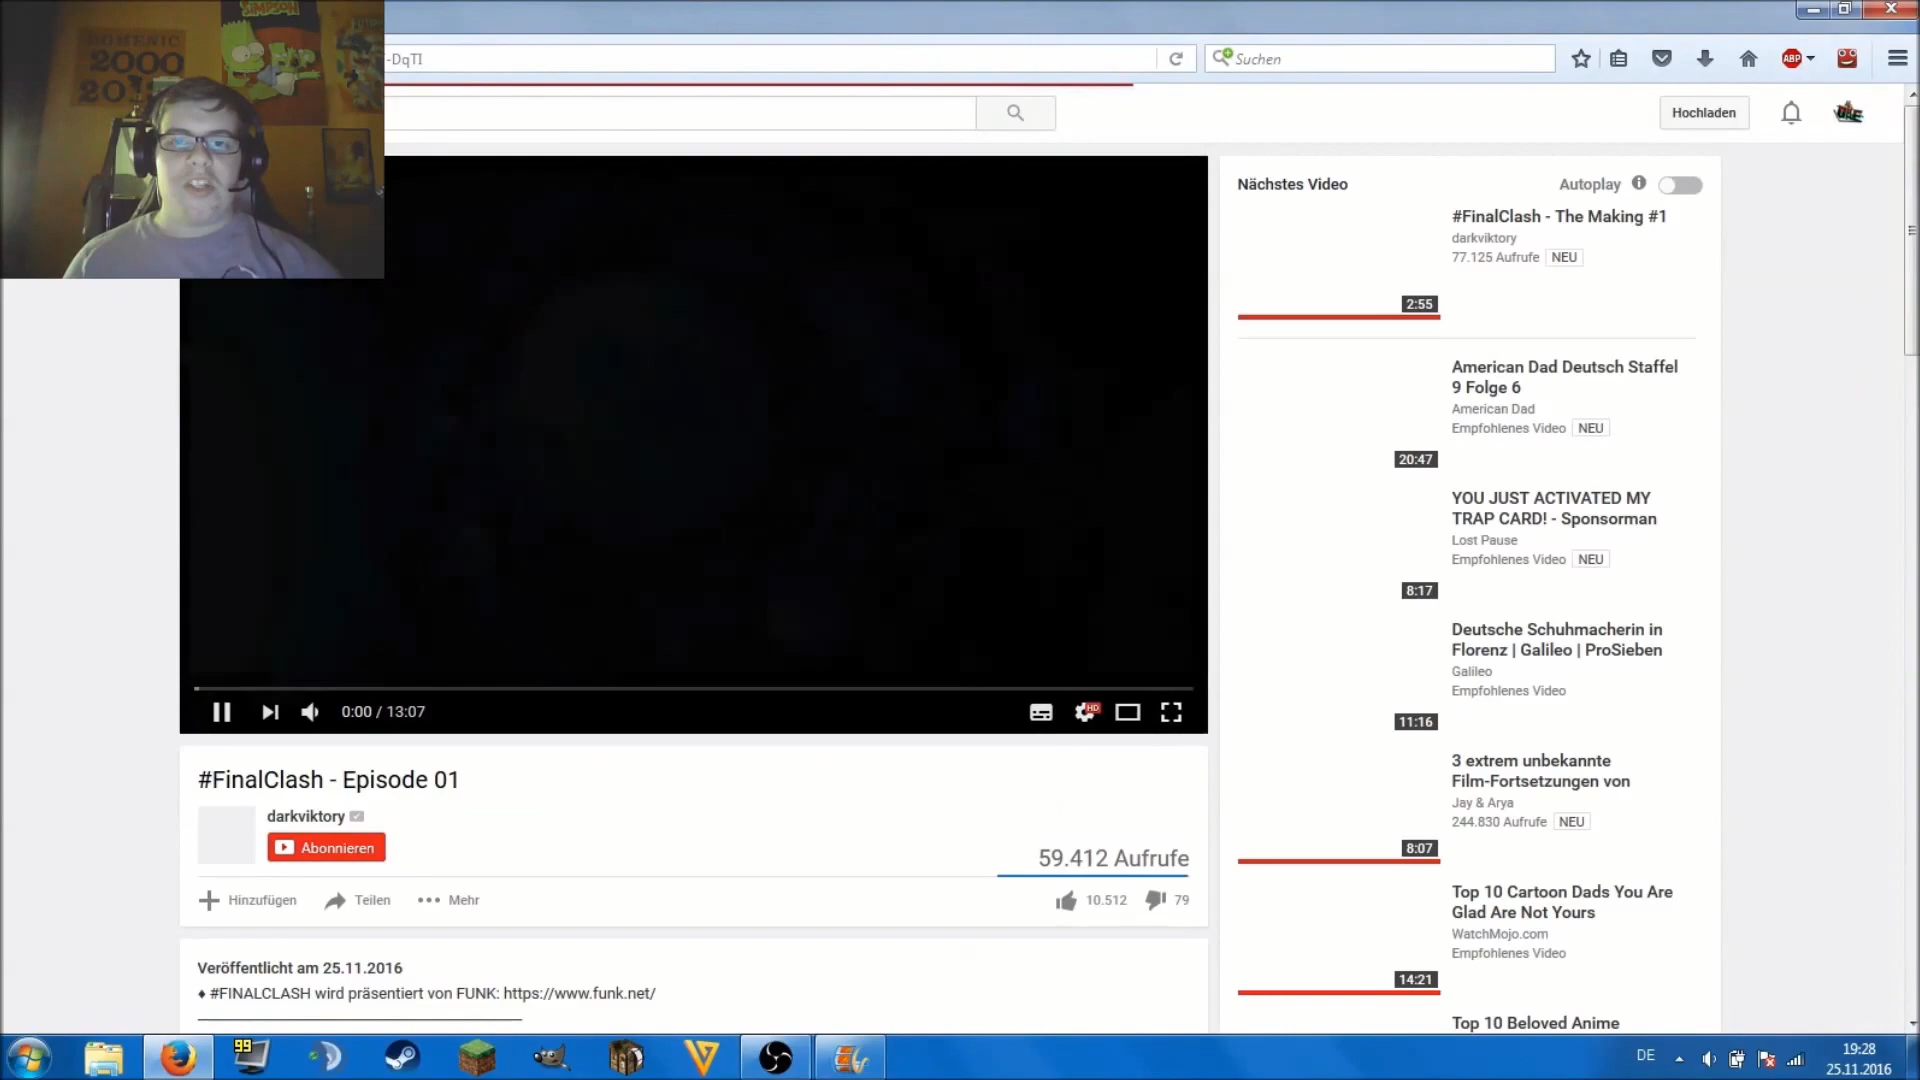 SIMPSON
DOMENIC
2000
-DqTI
Suchen
ABP
Hochladen
Nächstes Video
Autoplay
#FinalClash - The Making #1
darkviktory
77.125 Aufrufe NEU
2:55
American Dad Deutsch Staffel
9 Folge 6
American Dad
Empfohlenes Video NEU
20:47
YOU JUST ACTIVATED MY
TRAP CARD! - Sponsorman
Lost Pause
Empfohlenes Video NEU
8:17
Deutsche Schuhmacherin in
Florenz | Galileo | ProSieben
Galileo
Empfohlenes Video
11:16
3 extrem unbekannte
Film-Fortsetzungen von
Jay & Arya
244.830 Aufrufe NEU
8:07
Top 10 Cartoon Dads You Are
Glad Are Not Yours
WatchMojo.com
Empfohlenes Video
14:21
Top 10 Beloved Anime
0:00 / 13:07
HD
#FinalClash - Episode 01
darkviktory
Abonnieren
59.412 Aufrufe
Hinzufügen Teilen Mehr
10.512 79
Veröffentlicht am 25.11.2016
♦ #FINALCLASH wird präsentiert von FUNK: https://www.funk.net/
99
DE
19:28
25.11.2016